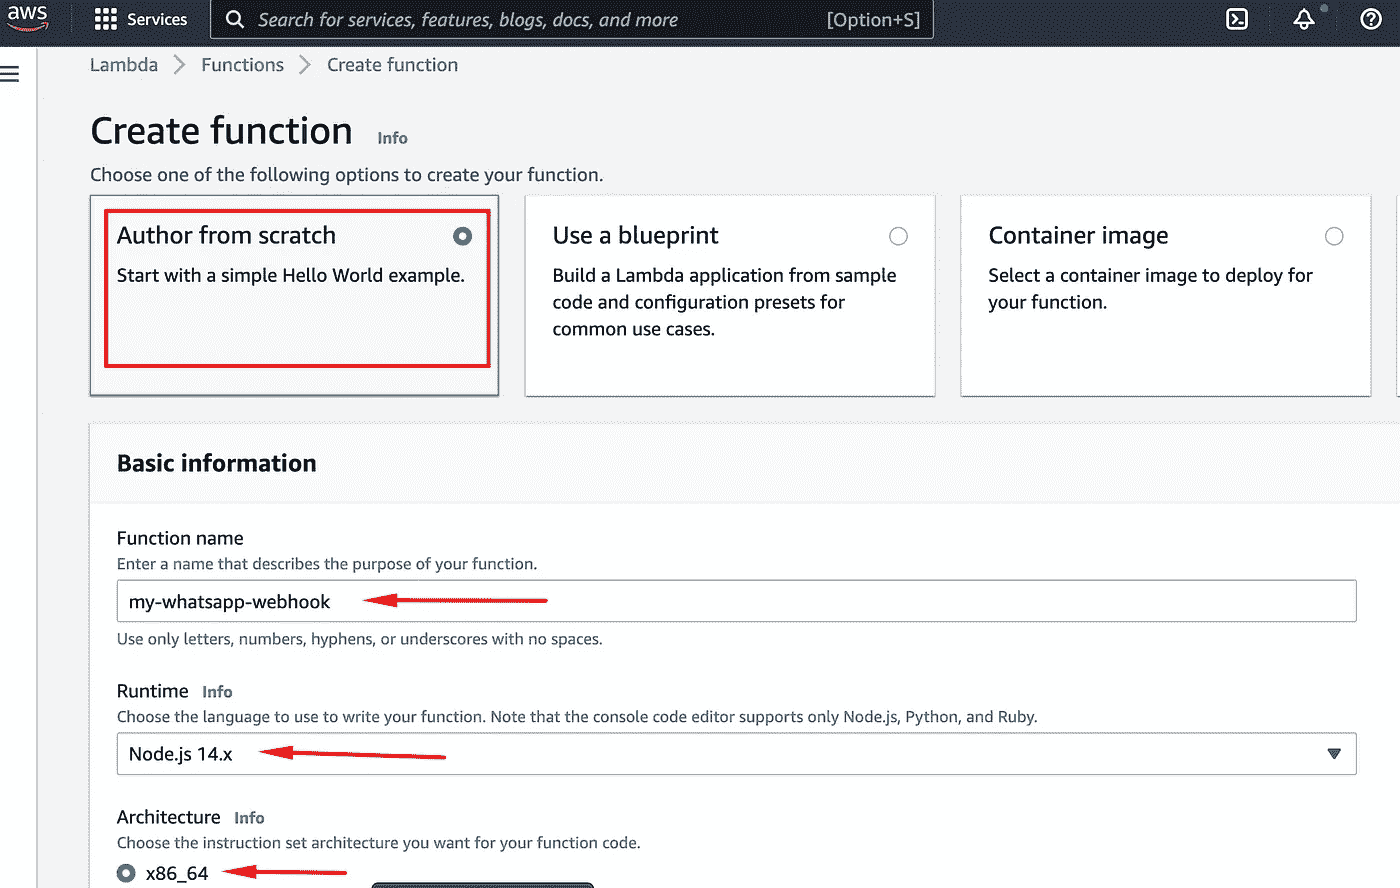 aws
Services
Search for services, features, blogs, docs, and more
[Option+S]
Lambda
Functions
Create function
Create function
Info
Choose one of the following options to create your function.
Author from scratch
Start with a simple Hello World example.
Use a blueprint
Build a Lambda application from sample
code and configuration presets for
common use cases.
Container image
Select a container image to deploy for
your function.
Basic information
Function name
Enter a name that describes the purpose of your function.
my-whatsapp-webhook
Use only letters, numbers, hyphens, or underscores with no spaces.
Runtime Info
Choose the language to use to write your function. Note that the console code editor supports only Node.js, Python, and Ruby.
Node.js 14.x
Architecture Info
Choose the instruction set architecture you want for your function code.
x86_64